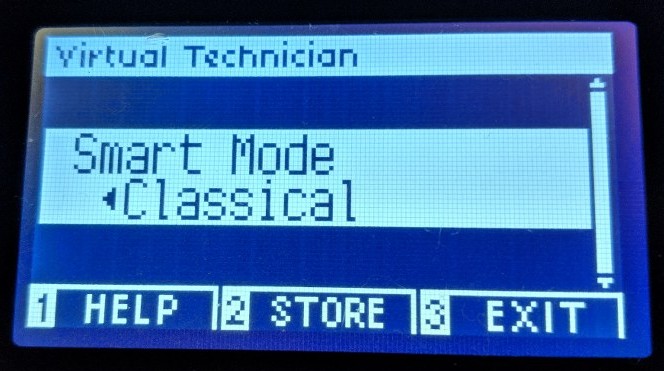 Virtual Technician
Smart Mode
Classical
1 HELP 2 STORE 3 EXIT